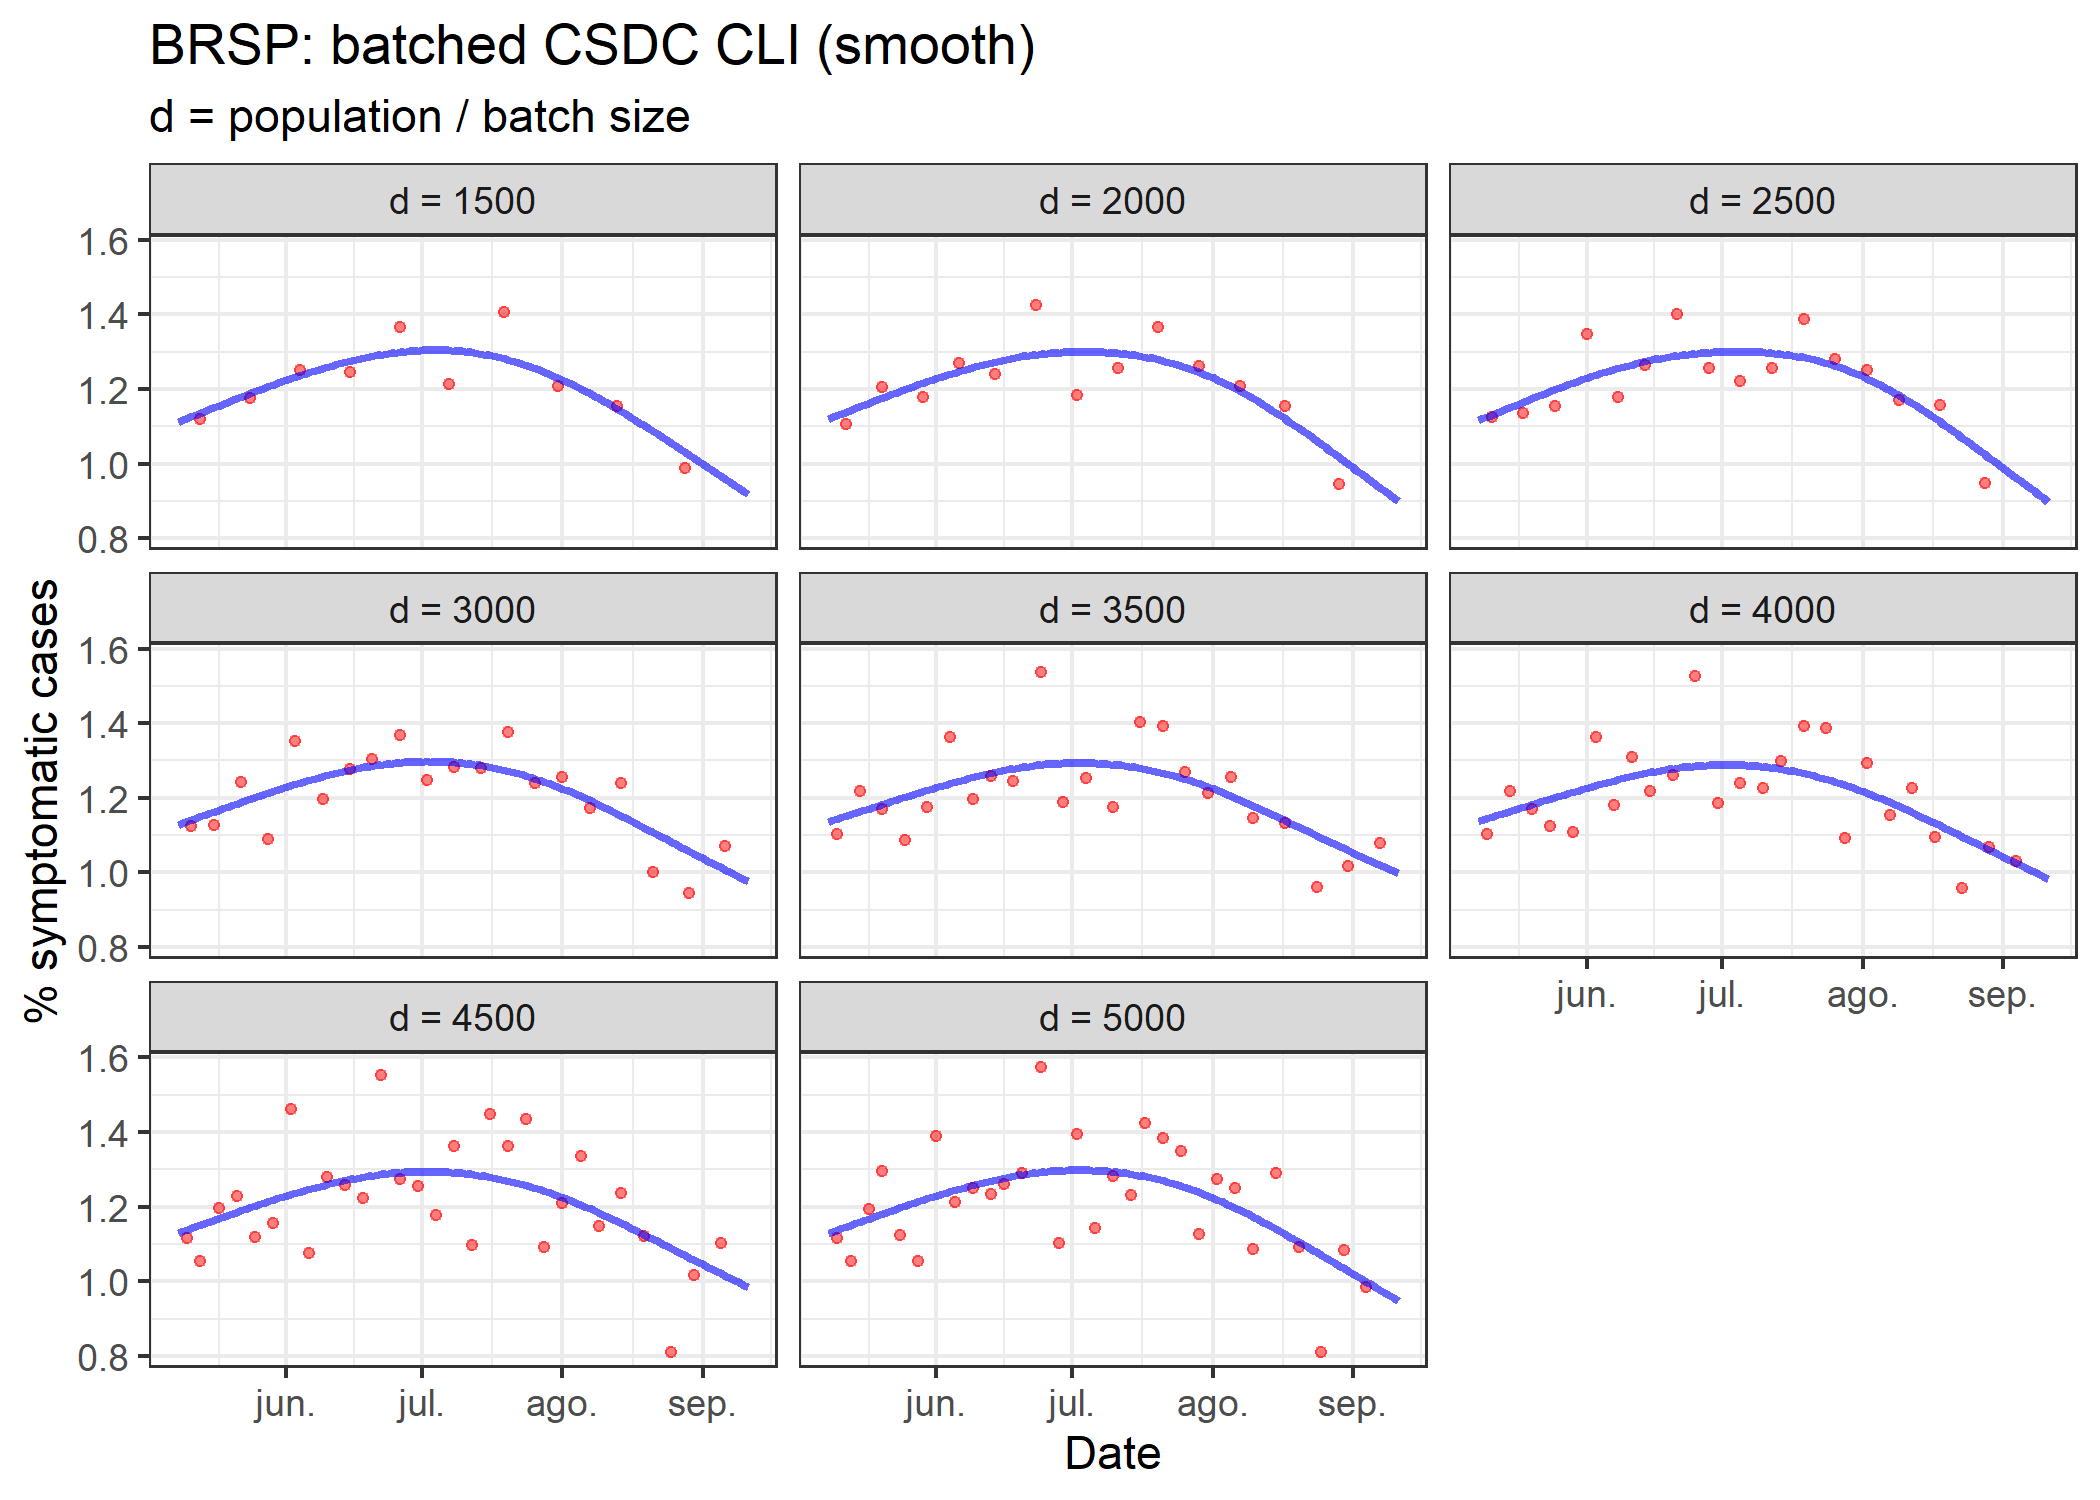 BRSP: batched CSDC CLI (smooth)
d = population / batch size
d = 1500
d = 2000
d = 2500
1.6
1.4
1.2
1.0
0.8
d = 3000
d = 3500
d = 4000
1.6
1.4
1.2
1.0
0.8
jun.
jul.
ago.
sep.
d = 4500
d = 5000
1.6
1.4
1.2
1.0
0.8
jun.
jul.
ago.
sep.
jun.
jul.
ago.
sep.
% symptomatic cases
Date